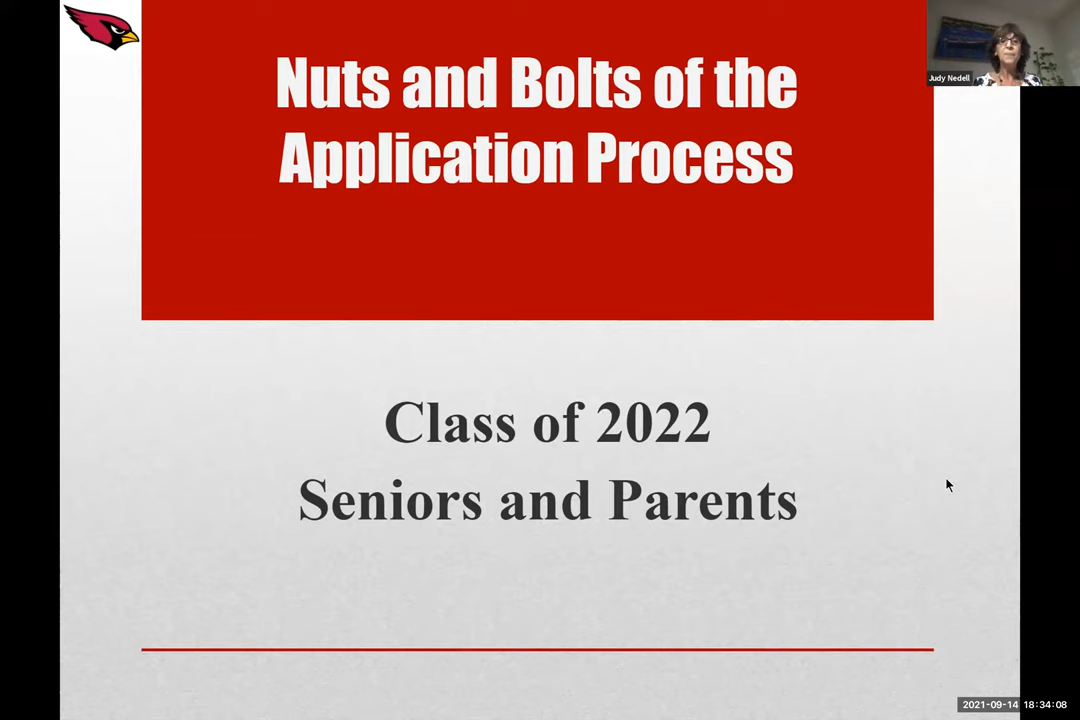 Nuts and Bolts of the
Application Process
Judy Nedell
Class of 2022
Seniors and Parents
2021-09-14 18:34:08